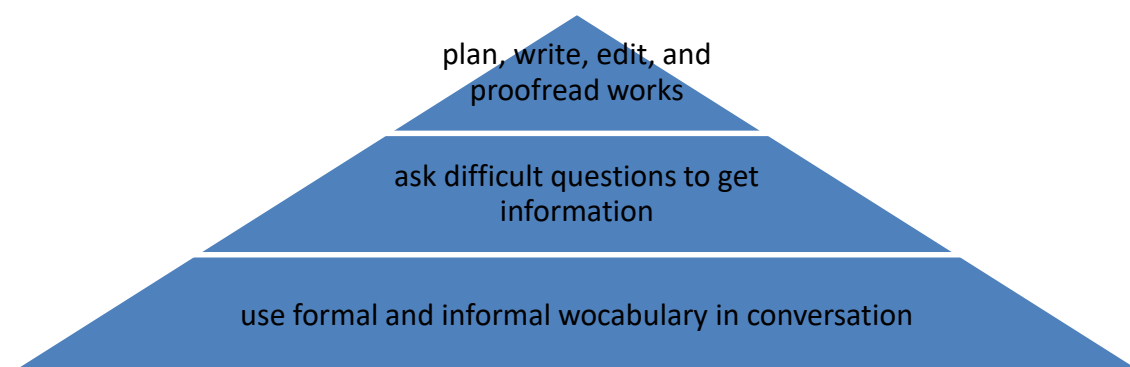 plan, write, edit, and
proofread works
ask difficult questions to get
information
use formal and informal wocabulary in conversation